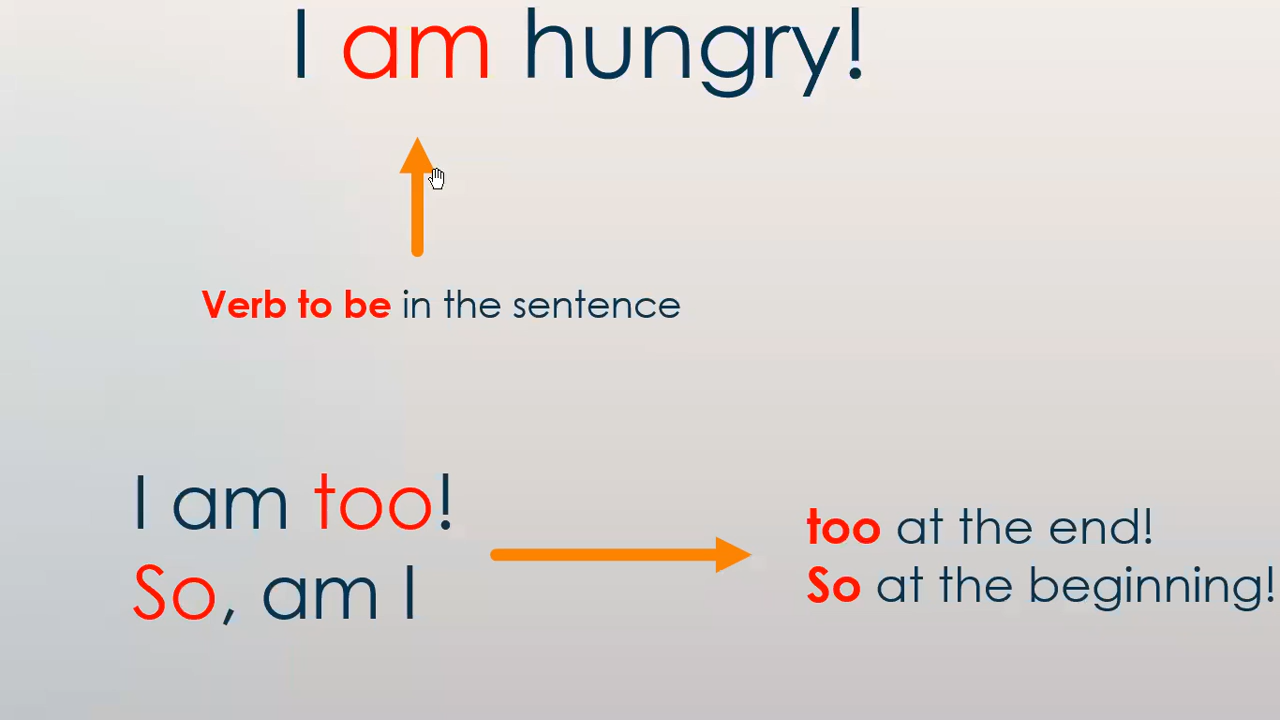 I am hungry!
Verb to be in the sentence
I am too!
So, am I
too at the end!
So at the beginning!